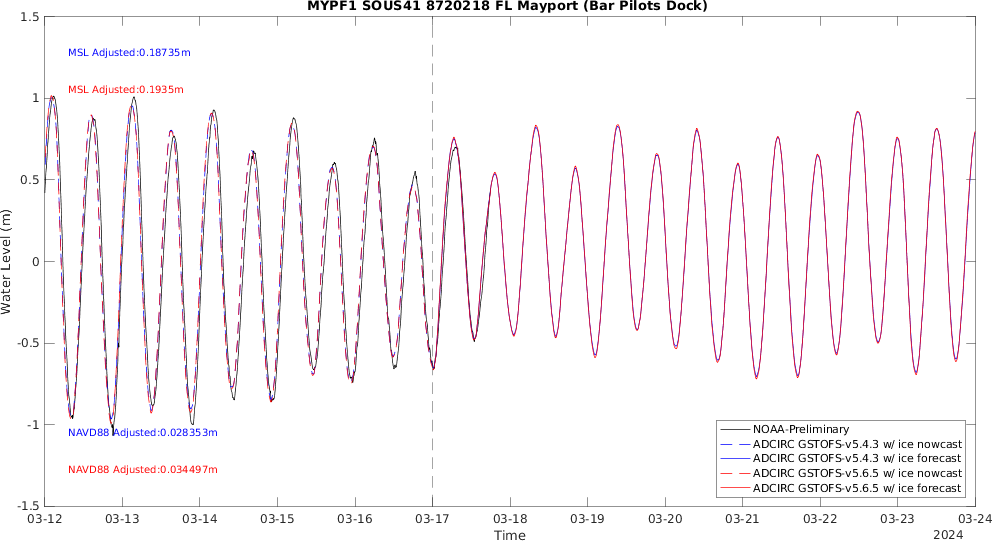 MYPF1 SOUS41 8720218 FL Mayport (Bar Pilots Dock)
1.5
1
0.5
0
-0.5
-1
-1.5
Water Level (m)
MSL Adjusted:0.18735m
MSL Adjusted:0.1935m
NAVD88 Adjusted:0.028353m
NAVD88 Adjusted:0.034497m
NOAA-Preliminary
ADCIRC GSTOFS-v5.4.3 w/ ice nowcast
ADCIRC GSTOFS-v5.4.3 w/ ice forecast
ADCIRC GSTOFS-v5.6.5 w/ ice nowcast
ADCIRC GSTOFS-v5.6.5 w/ ice forecast
03-12 03-13 03-14 03-15 03-16 03-17 03-18 03-19 03-20 03-21 03-22 03-23 03-24
Time
2024